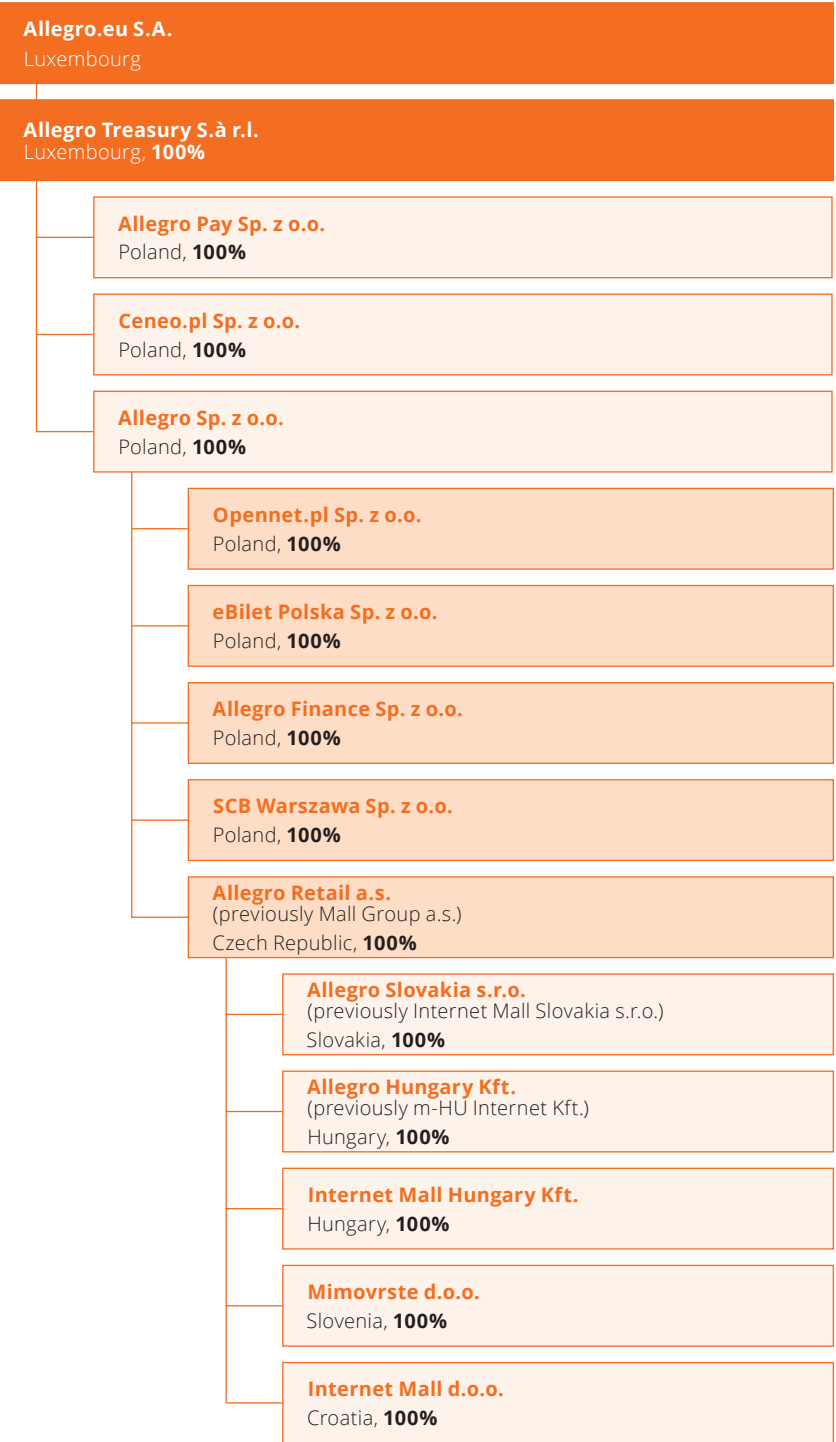 Allegro.eu S.A.
Luxembourg
Allegro Treasury S.à r.l.
Luxembourg, 100%
Allegro Pay Sp. z o.o.
Poland, 100%
Ceneo.pl Sp. z o.o.
Poland, 100%
Allegro Sp. z o.o.
Poland, 100%
Opennet.pl Sp. z o.o.
Poland, 100%
eBilet Polska Sp. z o.o.
Poland, 100%
Allegro Finance Sp. z o.o.
Poland, 100%
SCB Warszawa Sp. z o.o.
Poland, 100%
Allegro Retail a.s.
(previously Mall Group a.s.)
Czech Republic, 100%
Allegro Slovakia s.r.o.
(previously Internet Mall Slovakia s.r.o.)
Slovakia, 100%
Allegro Hungary Kft.
(previously m-HU Internet Kft.)
Hungary, 100%
Internet Mall Hungary Kft.
Hungary, 100%
Mimovrste d.o.o.
Slovenia, 100%
Internet Mall d.o.o.
Croatia, 100%